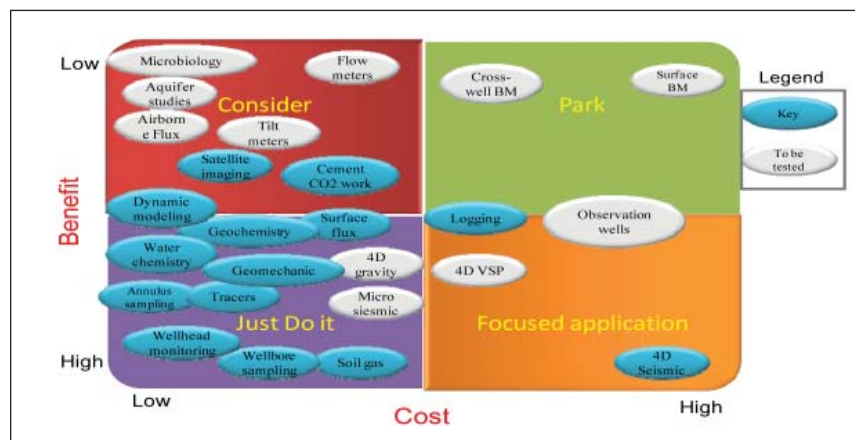 Low
Microbiology
Flow
meters
Cross-
well BM
Surface
BM
Legend
Aquifer
studies
Consider
Park
Key
Airborn
e Flux
Tilt
meters
To be
tested
Satellite
imaging
Cement
CO2 work
Benefit
Dynamic
modeling
Geochemistry
Surface
flux
Logging
Observation
wells
Water
chemistry
Geomechanic
4D
gravity
4D VSP
Annulus
sampling
Tracers
Micro
siesmic
Just Do it
Focused application
Wellhead
monitoring
Wellbore
sampling
Soil gas
4D
Seismic
High
Low
Cost
High